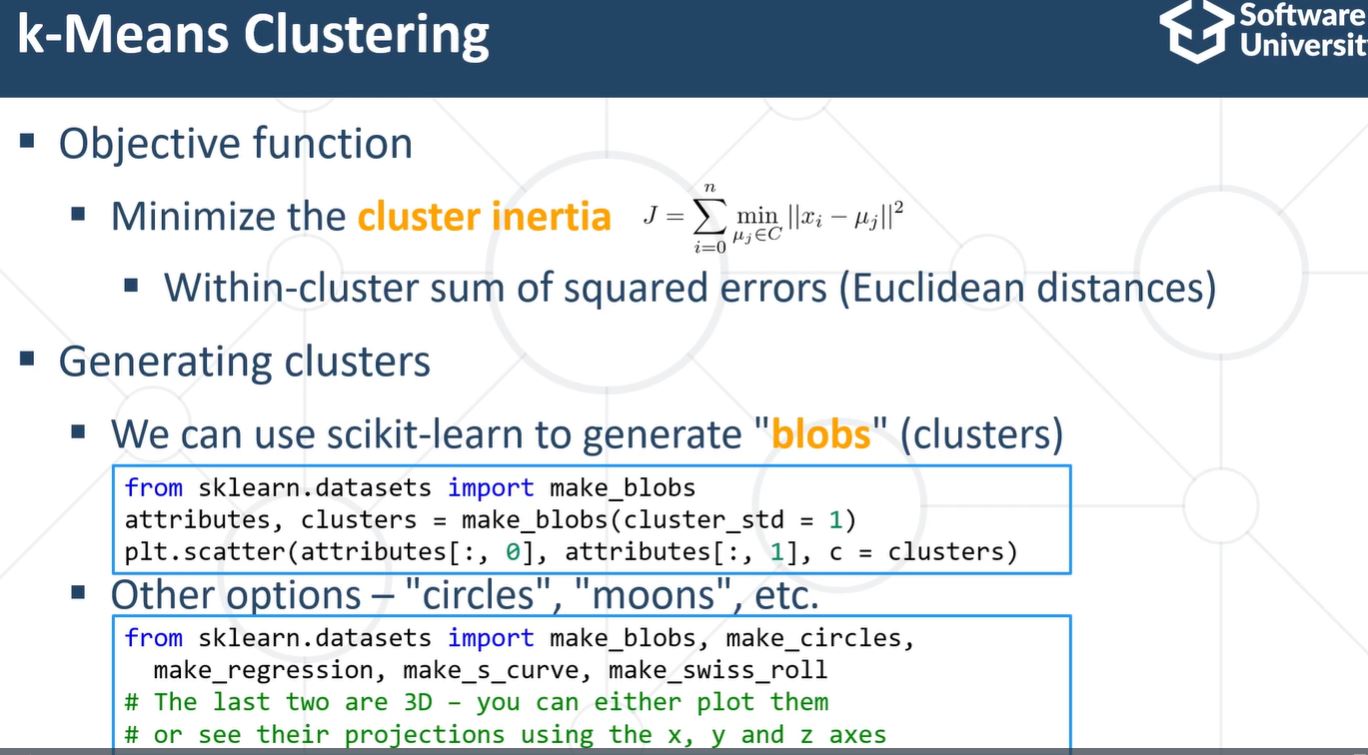 k-Means Clustering
Software
Universit
▪ Objective function
▪ Minimize the cluster inertia J = \sum_{i=0}^{n} \min_{\mu_j \in C} ||x_i − μ_j||^2
▪ Within-cluster sum of squared errors (Euclidean distances)
▪ Generating clusters
▪ We can use scikit-learn to generate "blobs" (clusters)
from sklearn.datasets import make_blobs
attributes, clusters = make_blobs(cluster_std = 1)
plt.scatter(attributes[:, 0], attributes[:, 1], c = clusters)
▪ Other options – "circles", "moons", etc.
from sklearn.datasets import make_blobs, make_circles,
make_regression, make_s_curve, make_swiss_roll
# The last two are 3D – you can either plot them
# or see their projections using the x, y and z axes